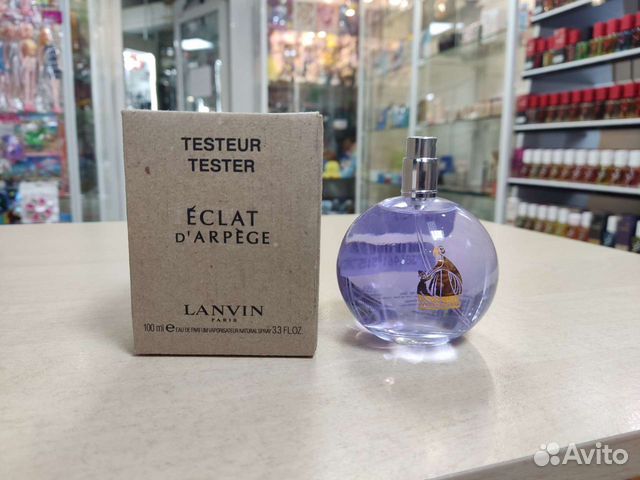 TESTEUR
TESTER
ÉCLAT
D'ARPÈGE
LANVIN
PARIS
100 ml e EAU DE PARFUM VAPORISATEUR NATURAL SPRAY 3.3 FL.OZ.
Avito